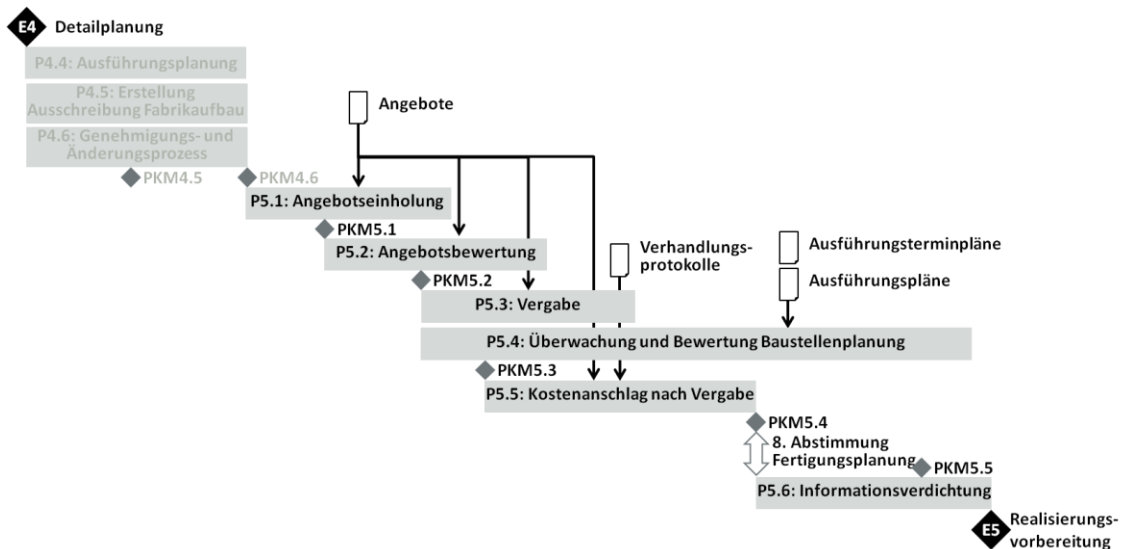 E4 Detailplanung
P4.4: Ausführungsplanung
P4.5: Erstellung
Ausschreibung Fabrikaufbau
P4.6: Genehmigungs- und
Änderungsprozess
PKM4.5
PKM4.6
Angebote
P5.1: Angebotseinholung
PKM5.1
P5.2: Angebotsbewertung
PKM5.2
Verhandlungs-
protokolle
Ausführungsterminpläne
Ausführungspläne
P5.3: Vergabe
P5.4: Überwachung und Bewertung Baustellenplanung
PKM5.3
P5.5: Kostenanschlag nach Vergabe
PKM5.4
8. Abstimmung
Fertigungsplanung
PKM5.5
P5.6: Informationsverdichtung
E5
Realisierungs-
vorbereitung